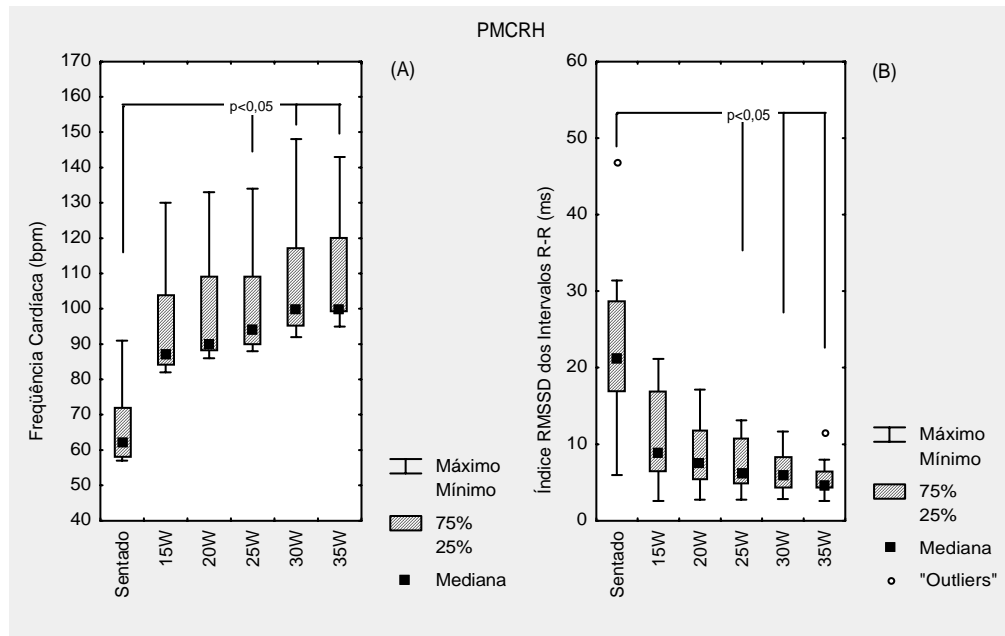 PMCRH
(A)
Freqüência Cardíaca (bpm)
170
160
150
140
130
120
110
100
90
80
70
60
50
40
p<0,05
Sentado
15W
20W
25W
30W
35W
Máximo
Mínimo
75%
25%
Mediana
(B)
Índice RMSSD dos Intervalos R-R (ms)
60
50
40
30
20
10
0
p<0,05
Sentado
15W
20W
25W
30W
35W
Máximo
Mínimo
75%
25%
Mediana
"Outliers"